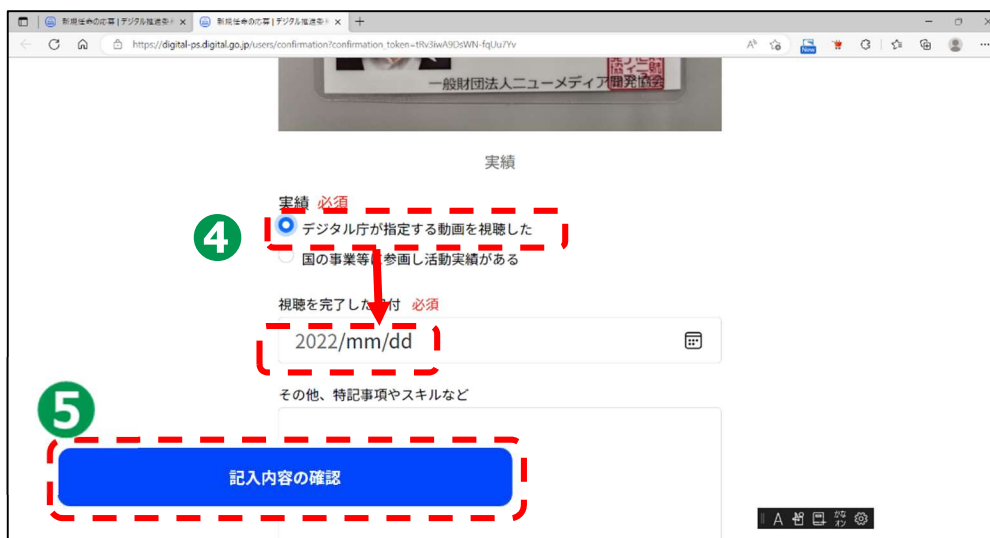 新規任命の応募|デジタル推進委
新規任命の応募|デジタル推進委
https://digital-ps.digital.go.jp/users/confirmation?confirmation_token=tRv3iwA9DsWN-fqUu7Yv
一般財団法人ニューメディア開発協会
実績
実績 必須
4
デジタル庁が指定する動画を視聴した
国の事業等に参画し活動実績がある
視聴を完了した日付 必須
2022/mm/dd
その他、特記事項やスキルなど
5
記入内容の確認
A